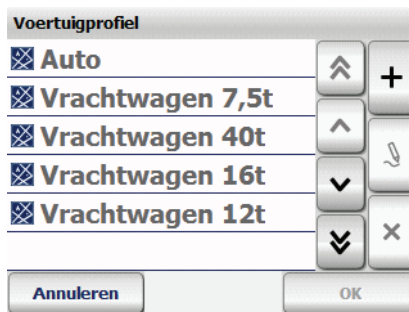 Voertuigprofiel
Auto
Vrachtwagen 7,5t
Vrachtwagen 40t
Vrachtwagen 16t
Vrachtwagen 12t
Annuleren
OK